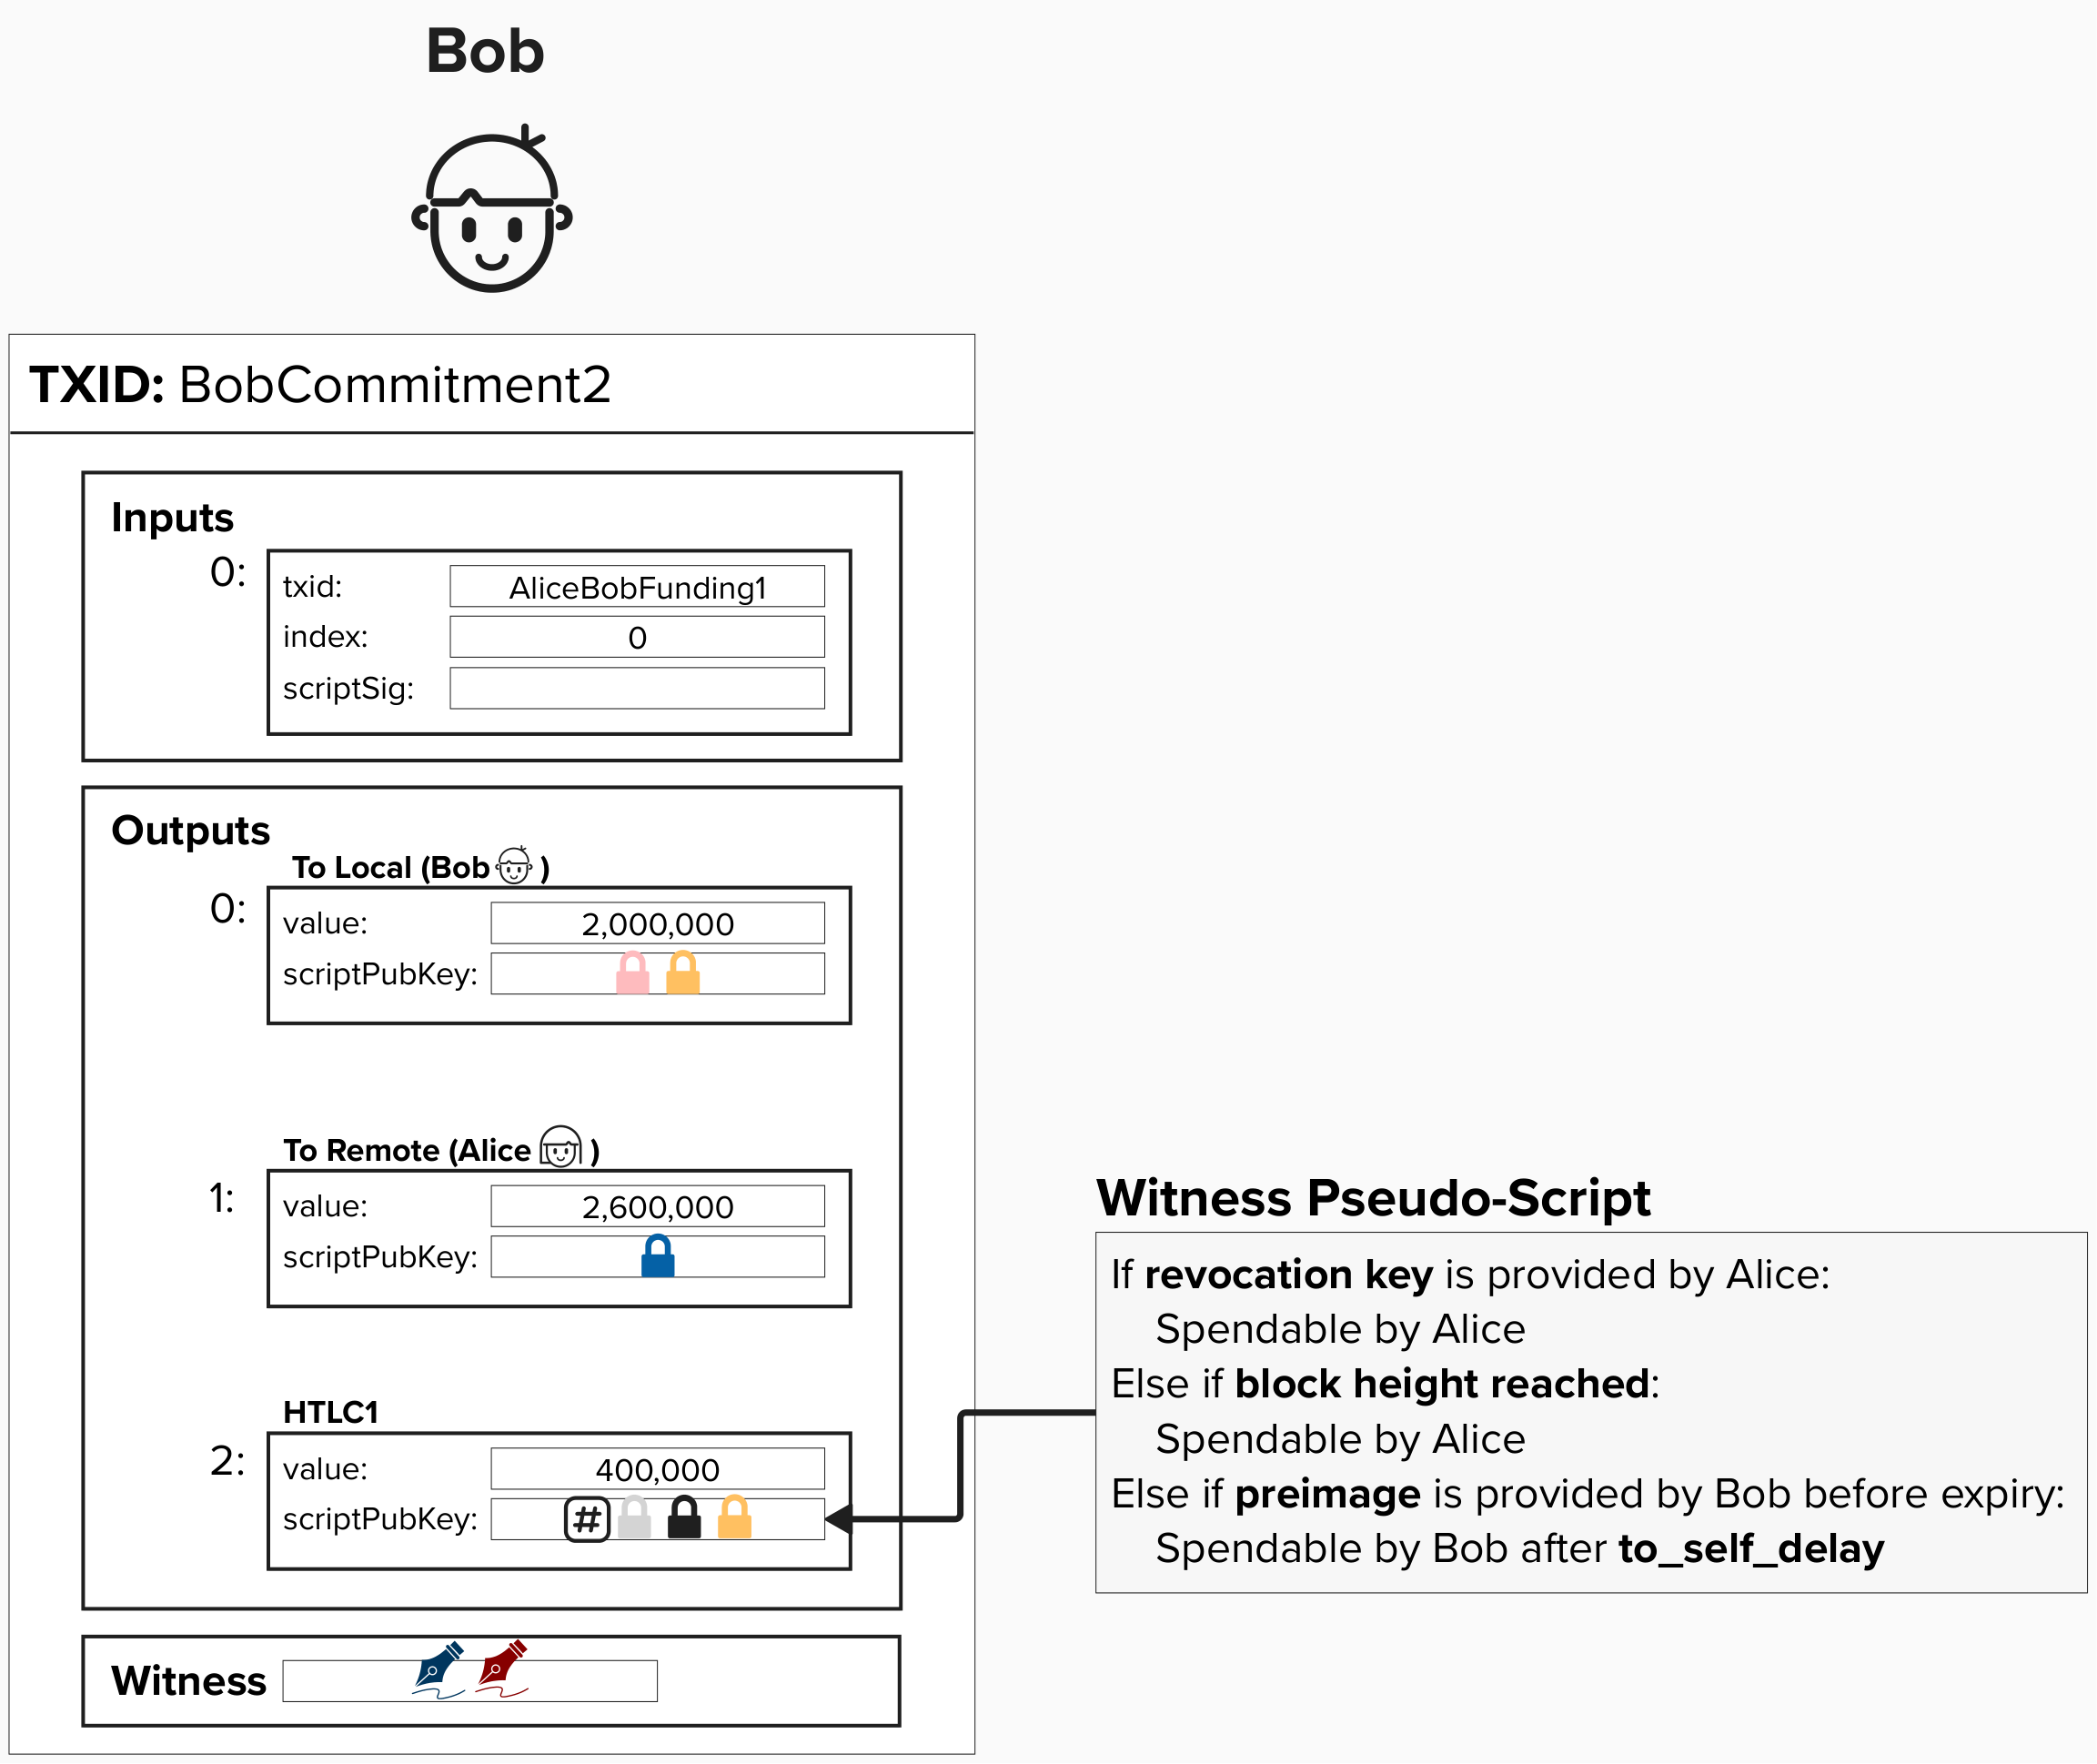 Bob
TXID: BobCommitment2
Inputs
0:
txid: AliceBobFunding1
index: 0
scriptSig:
Outputs
To Local (Bob )
0:
value: 2,000,000
scriptPubKey:
To Remote (Alice )
1:
value: 2,600,000
scriptPubKey:
HTLC1
2:
value: 400,000
scriptPubKey: #
Witness
Witness Pseudo-Script
If revocation key is provided by Alice:
Spendable by Alice
Else if block height reached:
Spendable by Alice
Else if preimage is provided by Bob before expiry:
Spendable by Bob after to_self_delay